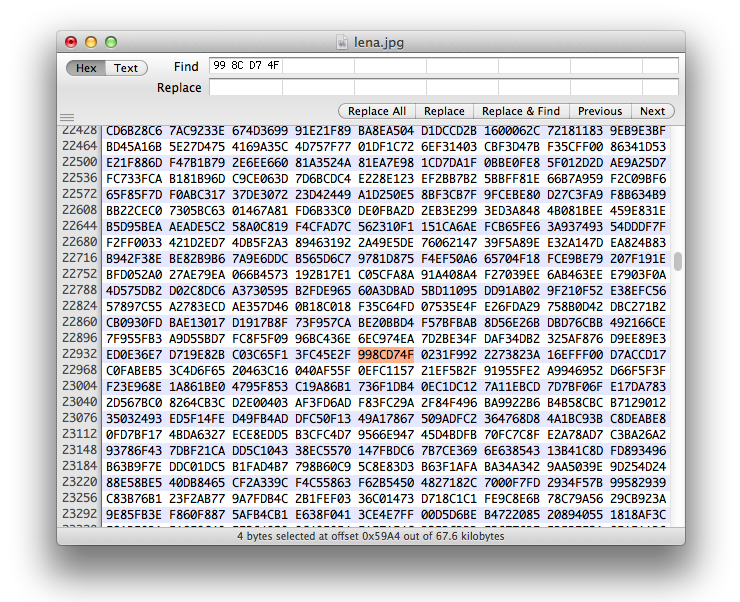 lena.jpg
Hex Text Find 99 8C D7 4F
Replace
Replace All Replace Replace & Find Previous Next
22428 CD6B28C6 7AC9233E 674D3699 91E21F89 BA8EA504 D1DCCD2B 1600062C 72181183 9EB9E3BF
22464 BD45A16B 5E27D475 4169A35C 4D757F77 01DF1C72 6EF31403 CBF3D47B F35CFF00 86341D53
22500 E21F886D F47B1B79 2E6EE660 81A3524A 81EA7E98 1CD7DA1F 0BBE0FE8 5F012D2D AE9A25D7
22536 FC733FCA B181B96D C9CE063D 7D6BCDC4 E228E123 EF2BB7B2 5BBFF81E 66B7A959 F2C09BF6
22572 65F85F7D F0ABC317 37DE3072 23D42449 A1D250E5 8BF3CB7F 9FCEBE80 D27C3FA9 F8B634B9
22608 BB22CEC0 7305BC63 01467A81 FD6B33C0 DE0FBA2D 2EB3E299 3ED3A848 4B081BEE 459E831E
22644 B5D95BEA AEADE5C2 58A0C819 F4CFAD7C 562310F1 151CA6AE FCB65FE6 3A937493 54DDDF7F
22680 F2FF0033 421D2ED7 4DB5F2A3 89463192 2A49E5DE 76062147 39F5A89E E32A147D EA824B83
22716 B942F38E BE82B9B6 7A9E6DDC B565D6C7 9781D875 F4EF50A6 65704F18 FCE9BE79 207F191E
22752 BFD052A0 27AE79EA 066B4573 192B17E1 C05CFA8A 91A408A4 F27039EE 6AB463EE E7903F0A
22788 4D575DB2 D02C8DC6 A3730595 B2FDE965 60A3DBAD 5BD11095 DD91AB02 9F210F52 E38EFC56
22824 57897C55 A2783ECD AE357D46 0B18C018 F35C64FD 07535E4F E26FDA29 758B0D42 DBC271B2
22860 CB0930FD BAE13017 D1917B8F 73F957CA BE20BBD4 F57BFBAB 8D56E26B DBD76CBB 492166CE
22896 7F955FB3 A9D55BD7 FC8F5F09 96BC436E 6EC974EA 7D2BE34F DAF34DB2 325AF876 D9EE89E3
22932 ED0E36E7 D719E82B C03C65F1 3FC45E2F 998CD74F 0231F992 2273823A 16EFFF00 D7ACCD17
22968 C0FABEB5 3C4D6F65 20463C16 040AF55F 0EFC1157 21EF5B2F 91955FE2 A9946952 D66F5F3F
23004 F23E968E 1A861BE0 4795F853 C19A86B1 736F1DB4 0EC1DC12 7A11EBCD 7D7BF06F E17DA783
23040 2D567BC0 8264CB3C D2E00403 AF3FD6AD F83FC29A 2F84F496 BA9922B6 B4B58CBC B7129012
23076 35032493 ED5F14FE D49FB4AD DFC50F13 49A17867 509ADFC2 364768D8 4A1BC93B C8DEABE8
23112 0FD7BF17 4BDA6327 ECE8EDD5 B3CFC4D7 9566E947 45D4BDFB 70FC7C8F E2A78AD7 C3BA26A2
23148 93786F43 7DBF21CA DD5C1043 38EC5570 147FBDC6 7B7CE369 6E638543 13B41C8D FD893496
23184 B63B9F7E DDC01DC5 B1FAD4B7 798B60C9 5C8E83D3 B63F1AFA BA34A342 9AA5039E 9D254D24
23220 88E58BE5 40DB8465 CF2A339C F4C55863 F62B5450 4827182C 7000F7FD 2934F57B 99582939
23256 C83B76B1 23F2AB77 9A7FDB4C 2B1FEF03 36C01473 D718C1C1 FE9C8E6B 78C79A56 29CB923A
23292 9E85FB3E F860F887 5AFB4CB1 E638F041 3CE4E7FF 00D5D6BE B4722085 20894055 1818AF3C
4 bytes selected at offset 0x59A4 out of 67.6 kilobytes